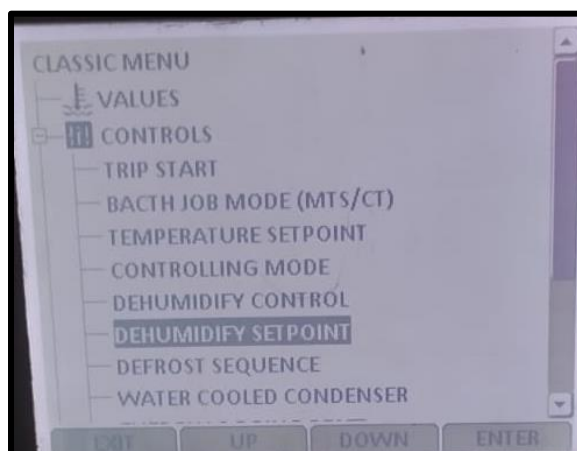 CLASSIC MENU
VALUES
CONTROLS
TRIP START
BACTH JOB MODE (MTS/CT)
TEMPERATURE SETPOINT
CONTROLLING MODE
DEHUMIDIFY CONTROL
DEHUMIDIFY SETPOINT
DEFROST SEQUENCE
WATER COOLED CONDENSER
EXIT UP DOWN ENTER